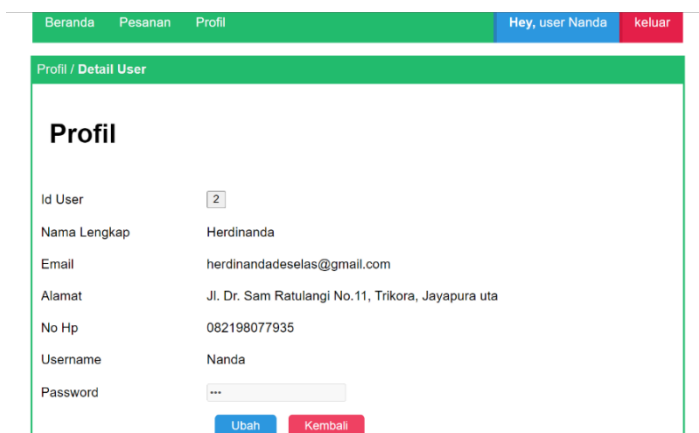 Beranda Pesanan Profil Hey, user Nanda keluar
Profil / Detail User
Profil
Id User 2
Nama Lengkap Herdinanda
Email herdinandadeselas@gmail.com
Alamat Jl. Dr. Sam Ratulangi No.11, Trikora, Jayapura uta
No Hp 082198077935
Username Nanda
Password •••
Ubah Kembali